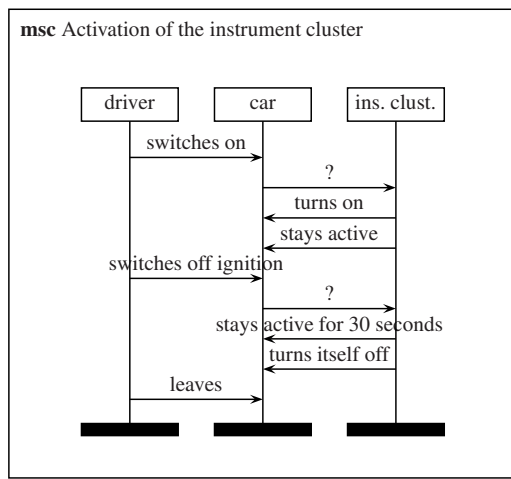 msc Activation of the instrument cluster
driver car ins. clust.
switches on
?
turns on
stays active
switches off ignition
?
stays active for 30 seconds
turns itself off
leaves